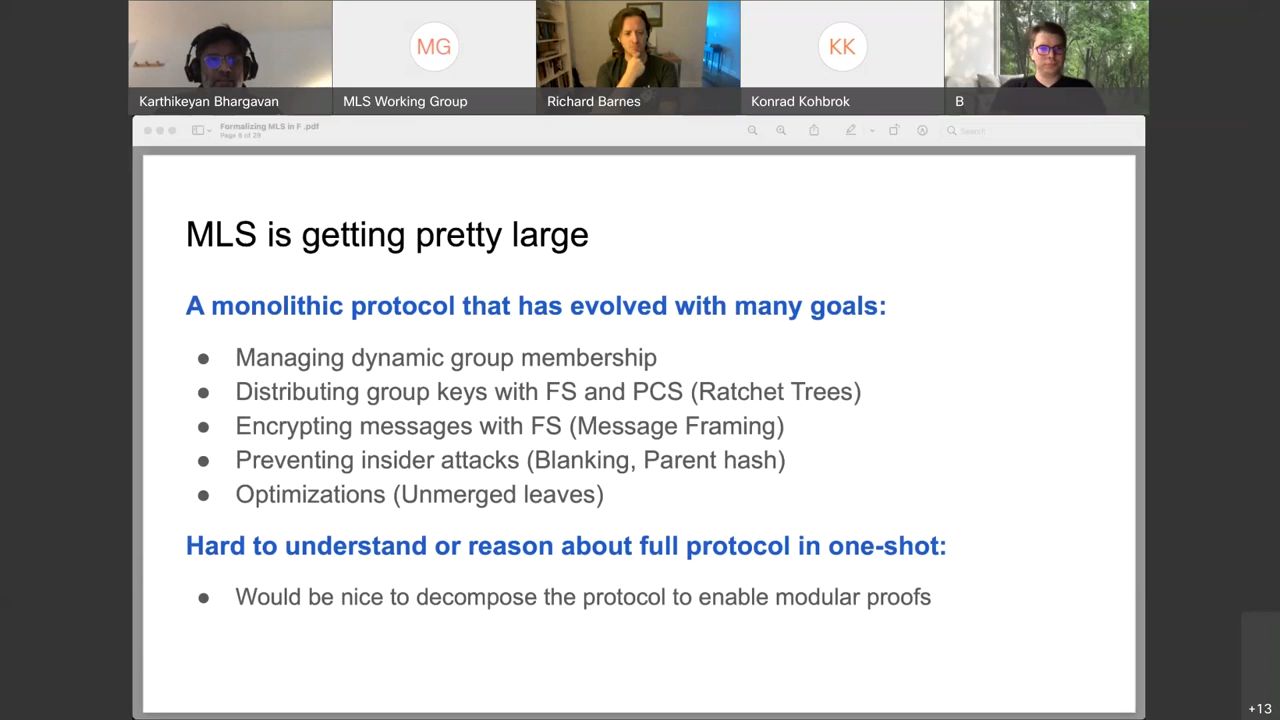 MG
KK
Karthikeyan Bhargavan
MLS Working Group
Richard Barnes
Konrad Kohbrok
B
Formalizing MLS in F .pdf
Page 6 of 29
Search
MLS is getting pretty large
A monolithic protocol that has evolved with many goals:
● Managing dynamic group membership
● Distributing group keys with FS and PCS (Ratchet Trees)
● Encrypting messages with FS (Message Framing)
● Preventing insider attacks (Blanking, Parent hash)
● Optimizations (Unmerged leaves)
Hard to understand or reason about full protocol in one-shot:
● Would be nice to decompose the protocol to enable modular proofs
+13